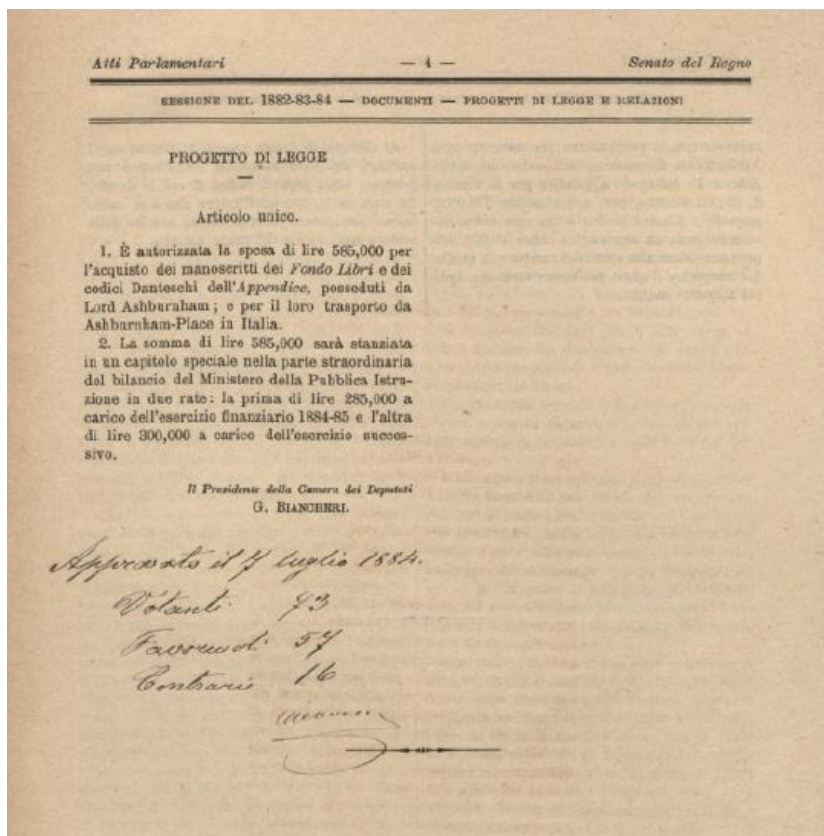 Atti Parlamentari — 4 — Senato del Regno
SESSIONE DEL 1882-83-84 — DOCUMENTI — PROGETTI DI LEGGE E RELAZIONI
PROGETTO DI LEGGE
Articolo unico.
1. È autorizzata la spesa di lire 585,000 per
l'acquisto dei manoscritti del Fondo Libri e dei
codici Danteschi dell'Appendice, posseduti da
Lord Ashburnham; e per il loro trasporto da
Ashburnham-Place in Italia.
2. La somma di lire 585,000 sarà stanziata
in un capitolo speciale nella parte straordinaria
del bilancio del Ministero della Pubblica Istru-
zione in due rate: la prima di lire 285,000 a
carico dell'esercizio finanziario 1884-85 e l'altra
di lire 300,000 a carico dell'esercizio succes-
sivo.
Il Presidente della Camera dei Deputati
G. BIANCHERI.
Approvato il 7 luglio 1884.
Votanti 73
Favorevoli 57
Contrari 16